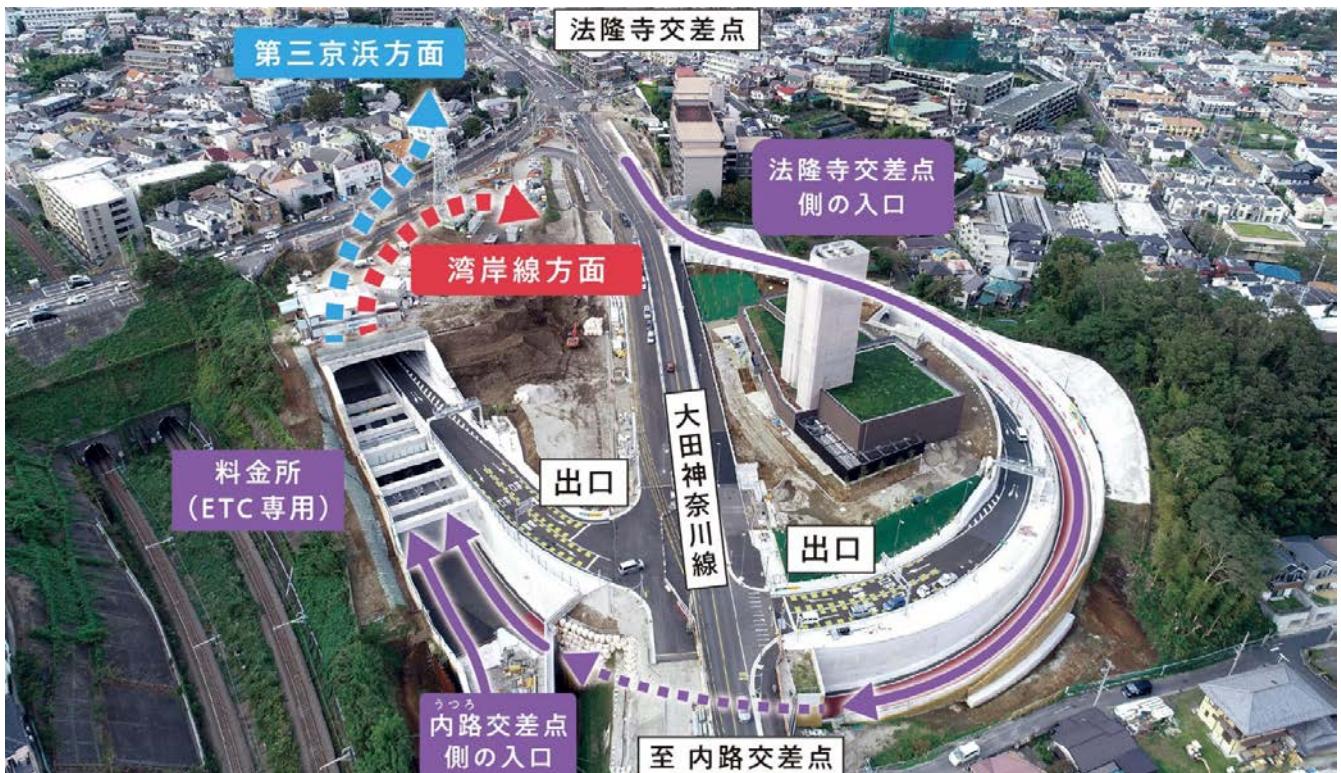 法隆寺交差点
第三京浜方面
法隆寺交差点
側の入口
湾岸線方面
大田神奈川線
料金所
（ETC専用）
出口
出口
うつろ
内路交差点
側の入口
至 内路交差点